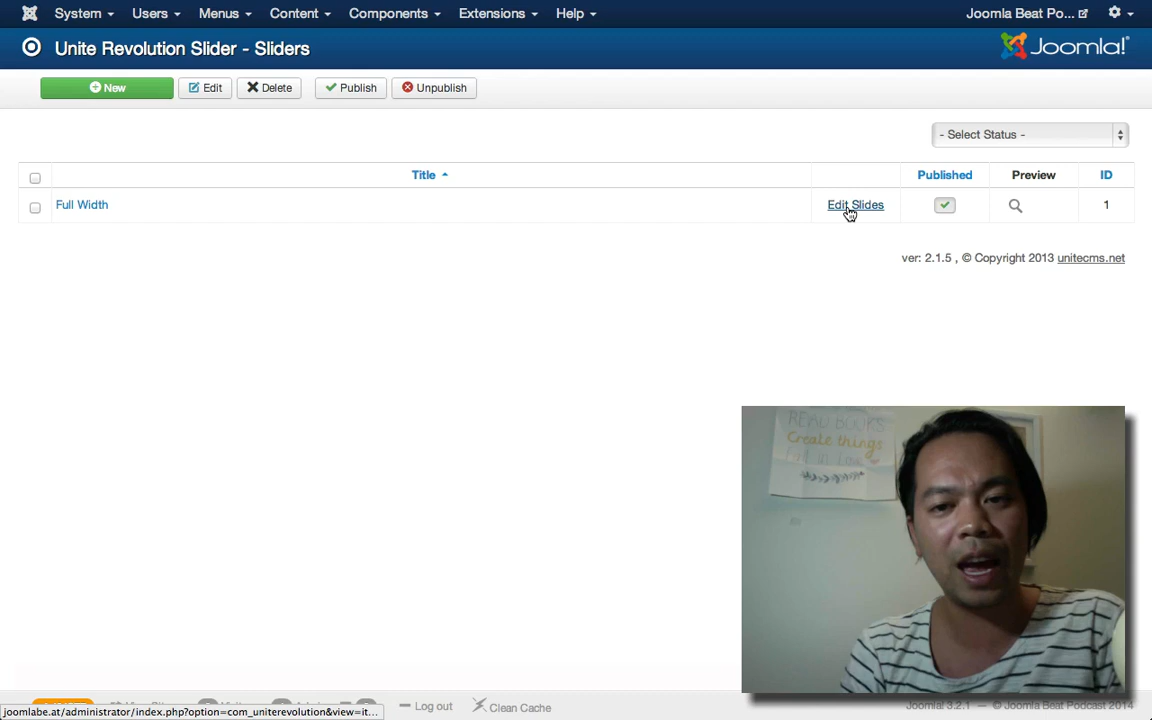 System Users Menus Content Components Extensions Help Joomla Beat Po...
Unite Revolution Slider - Sliders Joomla!®
New Edit Delete Publish Unpublish
- Select Status -
Title Published Preview ID
Full Width Edit Slides 1
ver: 2.1.5 , © Copyright 2013 unitecms.net
READ BOOKS
Create things
Fall in Love
Log out Clean Cache
Joomla! 3.2.1 — © Joomla Beat Podcast 2014
joomlabe.at/administrator/index.php?option=com_uniterevolution&view=it...